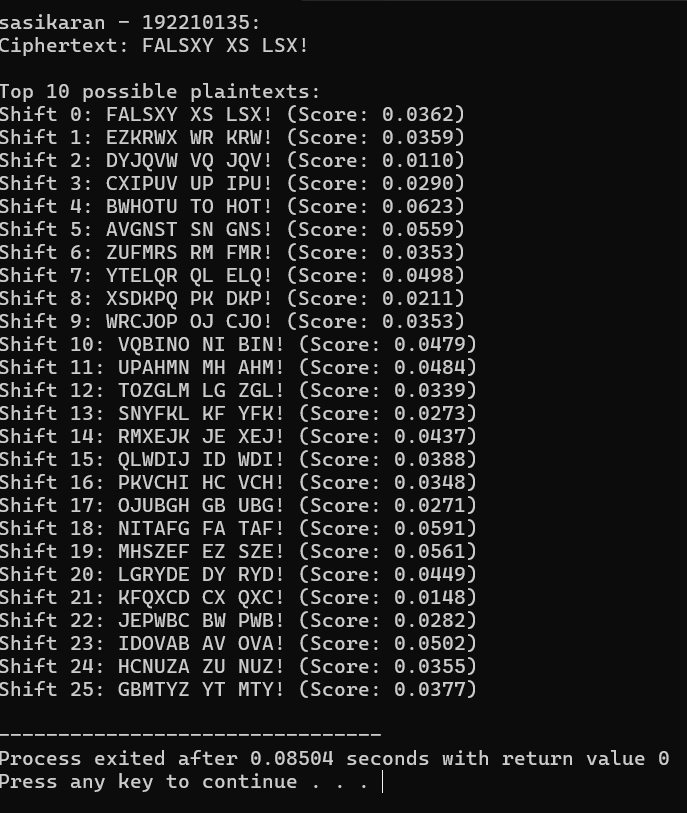 sasikaran - 192210135:
Ciphertext: FALSXY XS LSX!
Top 10 possible plaintexts:
Shift 0: FALSXY XS LSX! (Score: 0.0362)
Shift 1: EZKRWX WR KRW! (Score: 0.0359)
Shift 2: DYJQVW VQ JQV! (Score: 0.0110)
Shift 3: CXIPUV UP IPU! (Score: 0.0290)
Shift 4: BWHOTU TO HOT! (Score: 0.0623)
Shift 5: AVGNST SN GNS! (Score: 0.0559)
Shift 6: ZUFMRS RM FMR! (Score: 0.0353)
Shift 7: YTELQR QL ELQ! (Score: 0.0498)
Shift 8: XSDKPQ PK DKP! (Score: 0.0211)
Shift 9: WRCJOP OJ CJO! (Score: 0.0353)
Shift 10: VQBINO NI BIN! (Score: 0.0479)
Shift 11: UPAHMN MH AHM! (Score: 0.0484)
Shift 12: TOZGLM LG ZGL! (Score: 0.0339)
Shift 13: SNYFKL KF YFK! (Score: 0.0273)
Shift 14: RMXEJK JE XEJ! (Score: 0.0437)
Shift 15: QLWDIJ ID WDI! (Score: 0.0388)
Shift 16: PKVCHI HC VCH! (Score: 0.0348)
Shift 17: OJUBGH GB UBG! (Score: 0.0271)
Shift 18: NITAFG FA TAF! (Score: 0.0591)
Shift 19: MHSZEF EZ SZE! (Score: 0.0561)
Shift 20: LGRYDE DY RYD! (Score: 0.0449)
Shift 21: KFQXCD CX QXC! (Score: 0.0148)
Shift 22: JEPWBC BW PWB! (Score: 0.0282)
Shift 23: IDOVAB AV OVA! (Score: 0.0502)
Shift 24: HCNUZA ZU NUZ! (Score: 0.0355)
Shift 25: GBMTYZ YT MTY! (Score: 0.0377)
--------------------------------
Process exited after 0.08504 seconds with return value 0
Press any key to continue . . .